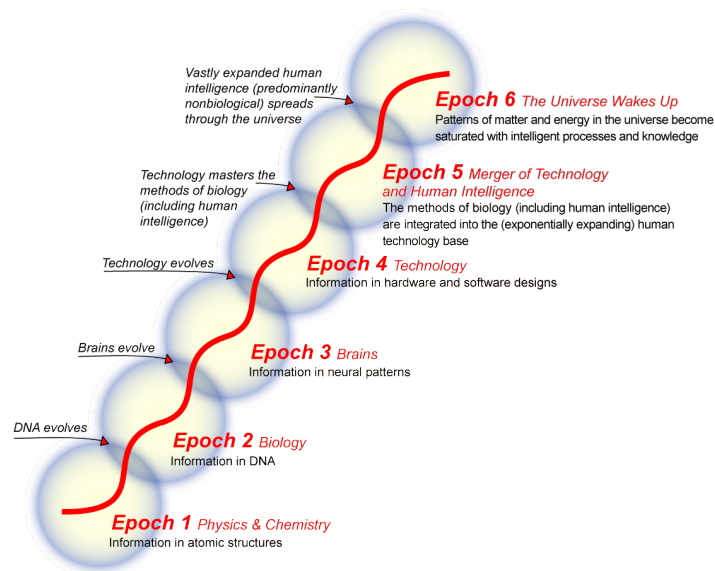 Vastly expanded human
intelligence (predominantly
nonbiological) spreads
through the universe
Epoch 6 The Universe Wakes Up
Patterns of matter and energy in the universe become
saturated with intelligent processes and knowledge
Technology masters the
methods of biology
(including human
intelligence)
Epoch 5 Merger of Technology
and Human Intelligence
The methods of biology (including human intelligence)
are integrated into the (exponentially expanding) human
technology base
Technology evolves
Epoch 4 Technology
Information in hardware and software designs
Brains evolve
Epoch 3 Brains
Information in neural patterns
DNA evolves
Epoch 2 Biology
Information in DNA
Epoch 1 Physics & Chemistry
Information in atomic structures